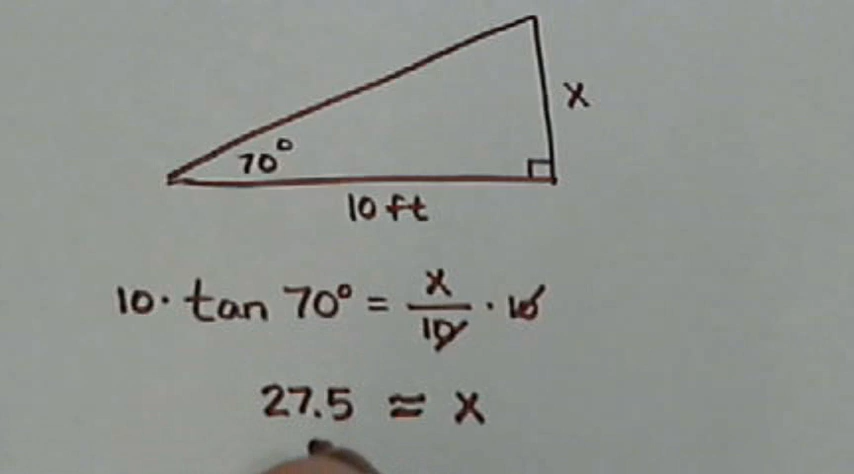 x
70°
10 ft
10 · tan 70° = x/10 · 10
27.5 ≈ x